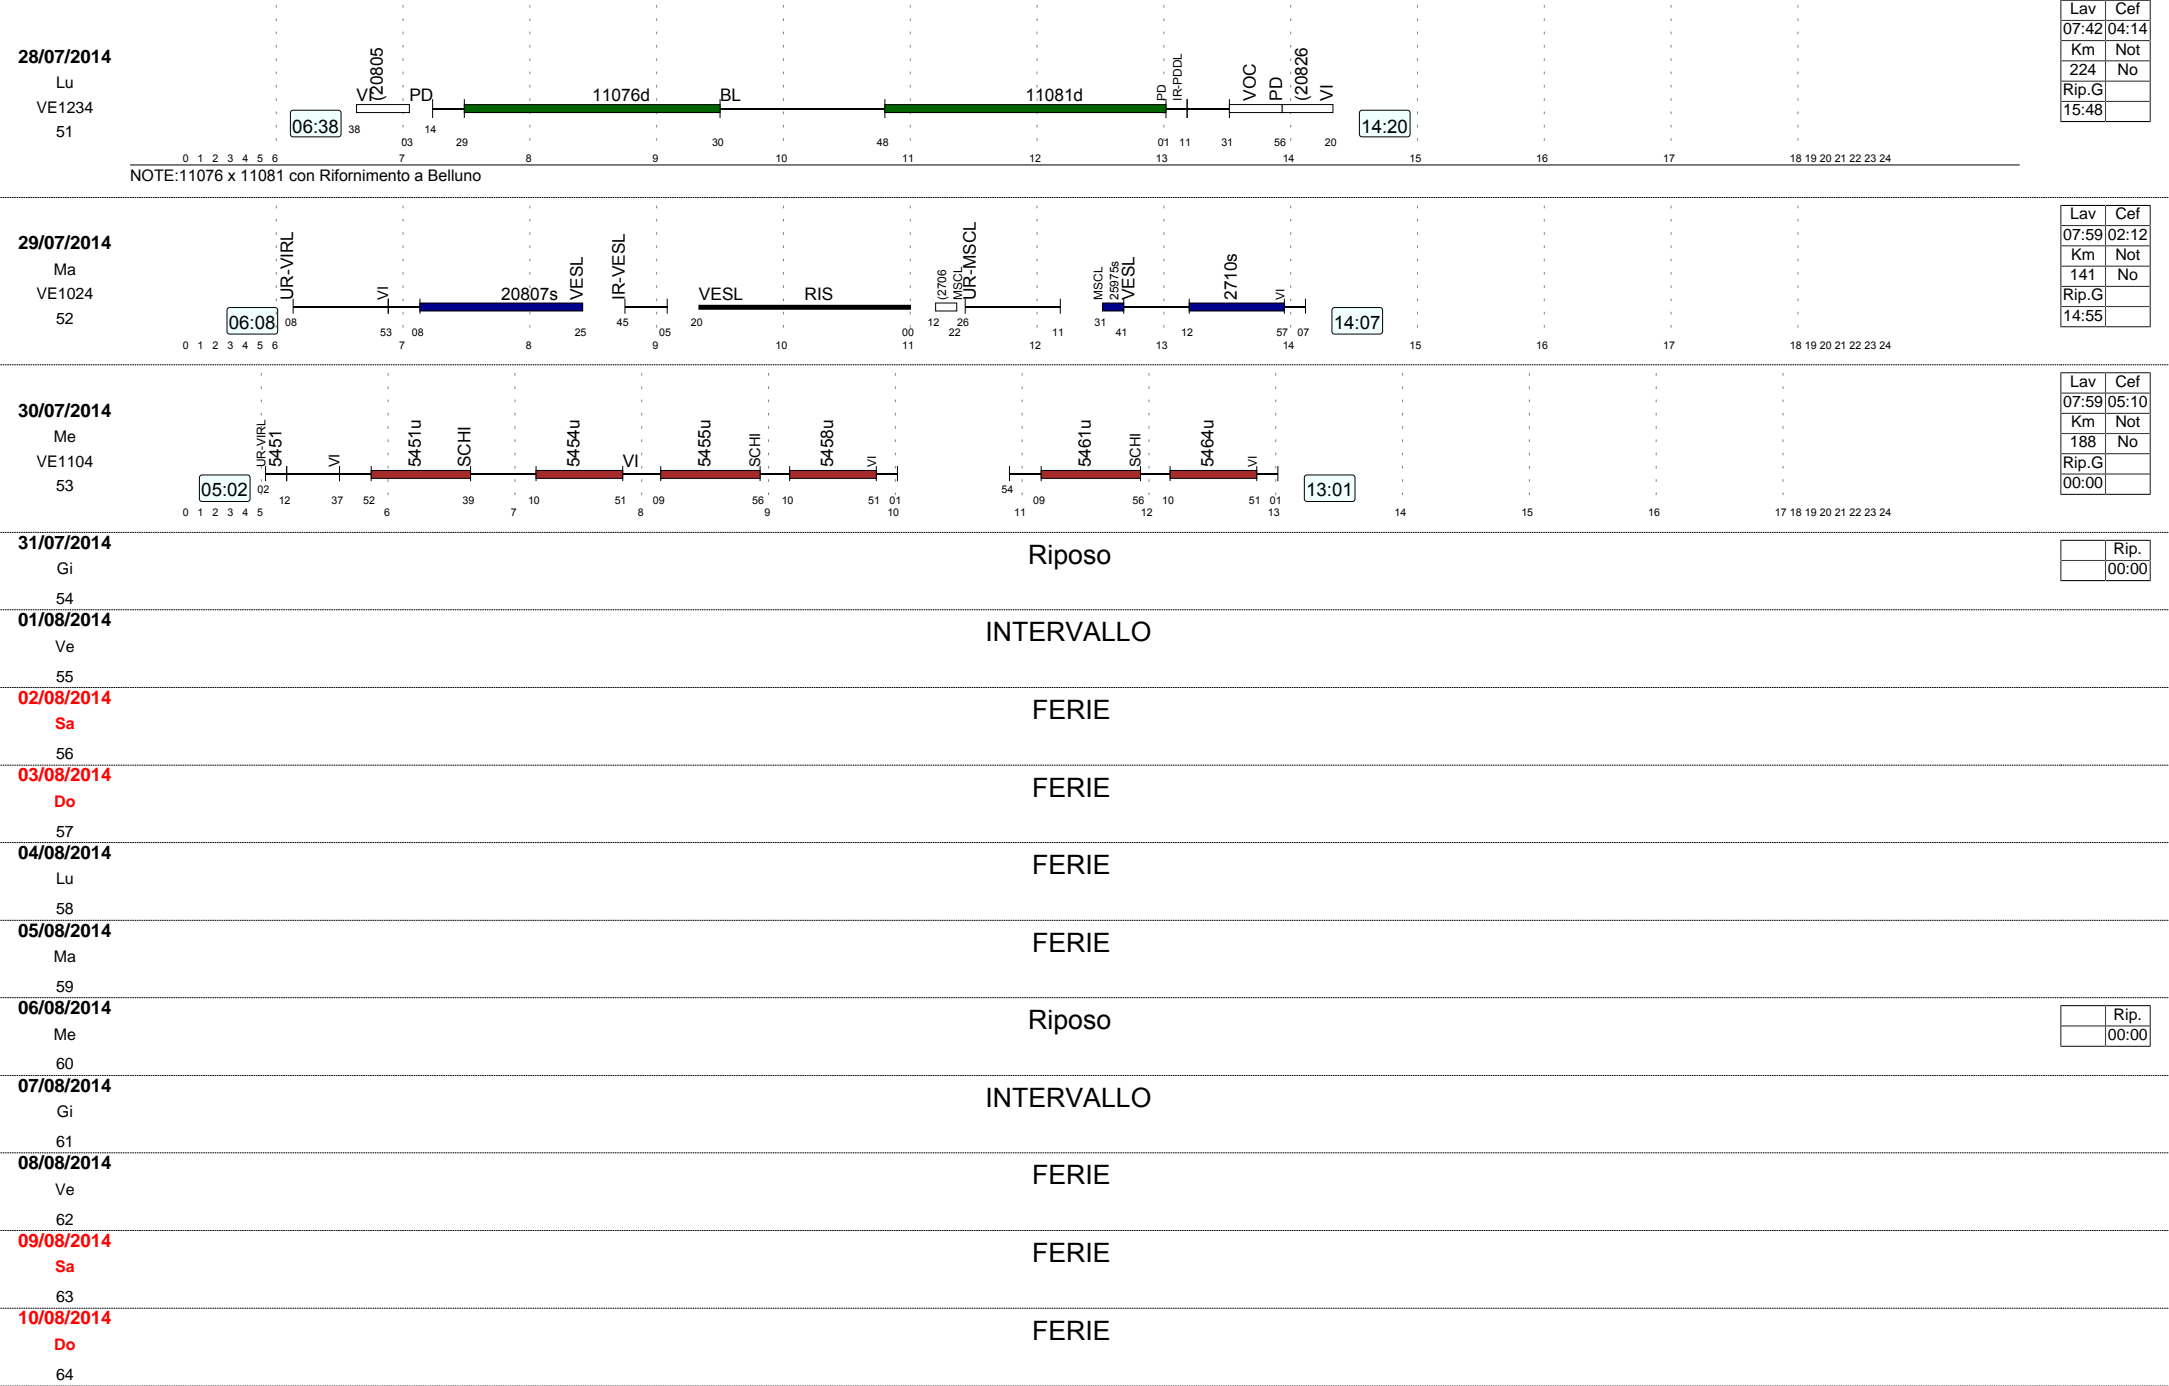 28/07/2014
Lu
VE1234
51
06:38
VI (20805 PD 11076d BL 11081d PD IR-PDDL VOC PD (20826 VI
38 03 14 29 30 48 01 11 31 56 20
14:20
0 1 2 3 4 5 6 7 8 9 10 11 12 13 14 15 16 17 18 19 20 21 22 23 24
NOTE:11076 x 11081 con Rifornimento a Belluno
Lav Cef
07:42 04:14
Km Not
224 No
Rip.G
15:48
29/07/2014
Ma
VE1024
52
06:08
UR-VIRL VI 20807s VESL IR-VESL VESL RIS (2706 MSCL UR-MSCL MSCL 25975s VESL 2710s VI
08 53 08 25 45 05 20 00 12 22 26 11 31 41 12 57 07
14:07
0 1 2 3 4 5 6 7 8 9 10 11 12 13 14 15 16 17 18 19 20 21 22 23 24
Lav Cef
07:59 02:12
Km Not
141 No
Rip.G
14:55
30/07/2014
Me
VE1104
53
05:02
UR-VIRL 5451 VI 5451u SCHI 5454u VI 5455u SCHI 5458u VI 5461u SCHI 5464u VI
02 12 37 52 39 10 51 09 56 10 51 01 54 09 56 10 51 01
13:01
0 1 2 3 4 5 6 7 8 9 10 11 12 13 14 15 16 17 18 19 20 21 22 23 24
Lav Cef
07:59 05:10
Km Not
188 No
Rip.G
00:00
31/07/2014
Gi
54
Riposo
Rip.
00:00
01/08/2014
Ve
55
INTERVALLO
02/08/2014
Sa
56
FERIE
03/08/2014
Do
57
FERIE
04/08/2014
Lu
58
FERIE
05/08/2014
Ma
59
FERIE
06/08/2014
Me
60
Riposo
Rip.
00:00
07/08/2014
Gi
61
INTERVALLO
08/08/2014
Ve
62
FERIE
09/08/2014
Sa
63
FERIE
10/08/2014
Do
64
FERIE